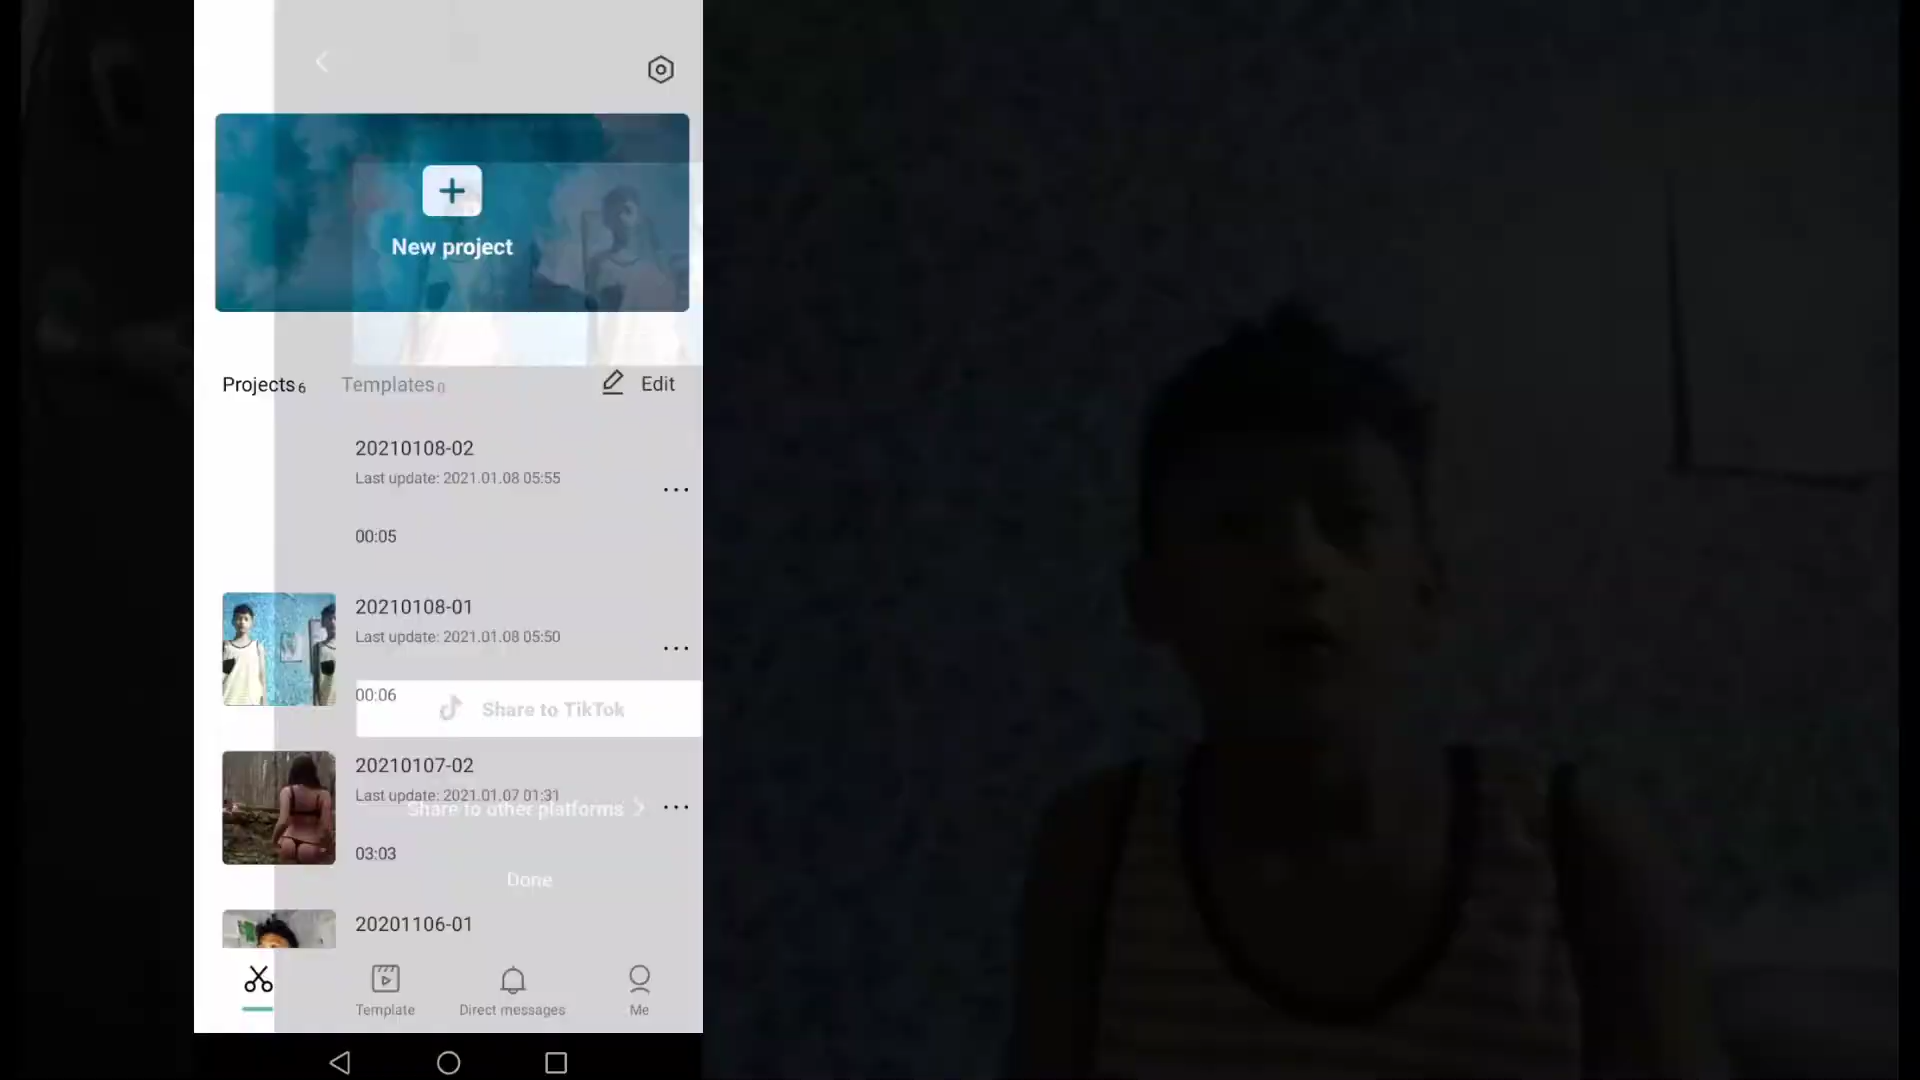 New project
Projects 6 Templates 0 Edit
20210108-02
Last update: 2021.01.08 05:55
00:05
20210108-01
Last update: 2021.01.08 05:50
00:06
Share to TikTok
20210107-02
Last update: 2021.01.07 01:31
Share to other platforms
03:03
Done
20201106-01
Template Direct messages Me